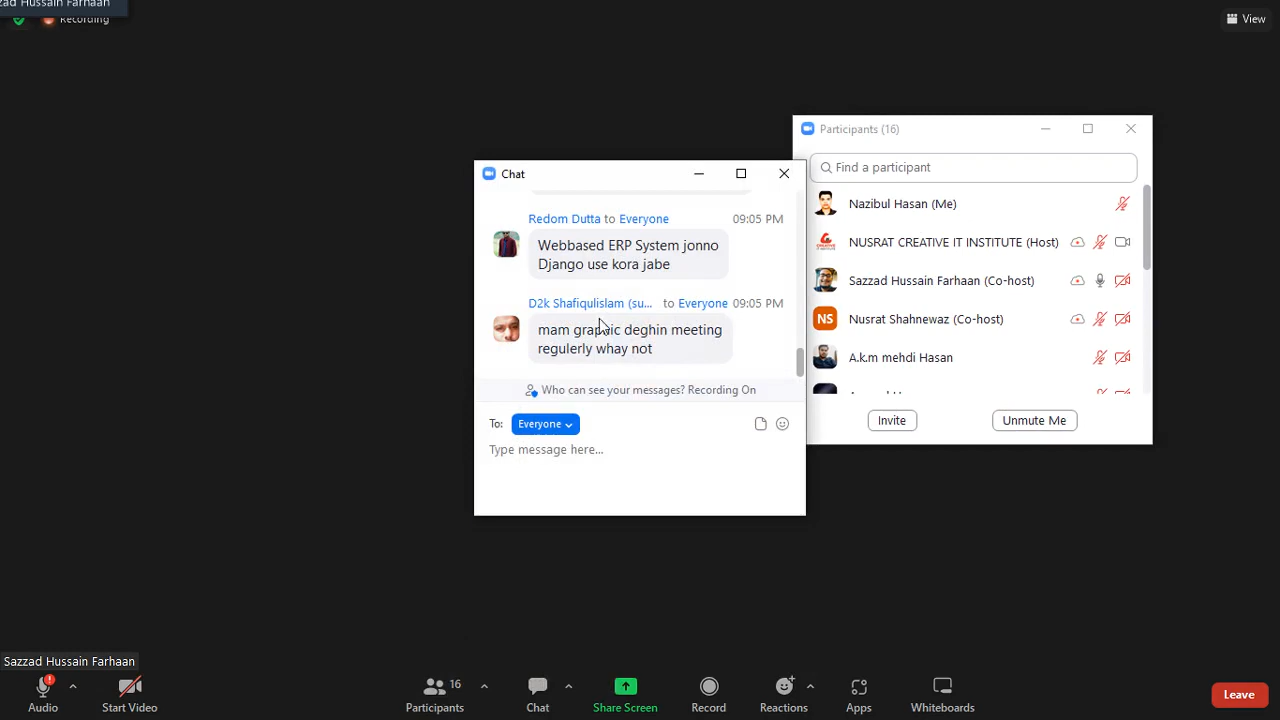 zad Hussain Farhaan
Recording
View
Participants (16)
Find a participant
Nazibul Hasan (Me)
NUSRAT CREATIVE IT INSTITUTE (Host)
Sazzad Hussain Farhaan (Co-host)
NS
Nusrat Shahnewaz (Co-host)
A.k.m mehdi Hasan
Invite
Unmute Me
Chat
Redom Dutta to Everyone 09:05 PM
Webbased ERP System jonno
Django use kora jabe
D2k Shafiqulislam (su... to Everyone 09:05 PM
mam graphic deghin meeting
regulerly whay not
Who can see your messages? Recording On
To: Everyone
Type message here...
Sazzad Hussain Farhaan
Audio
Start Video
16
Participants
Chat
Share Screen
Record
Reactions
Apps
Whiteboards
Leave